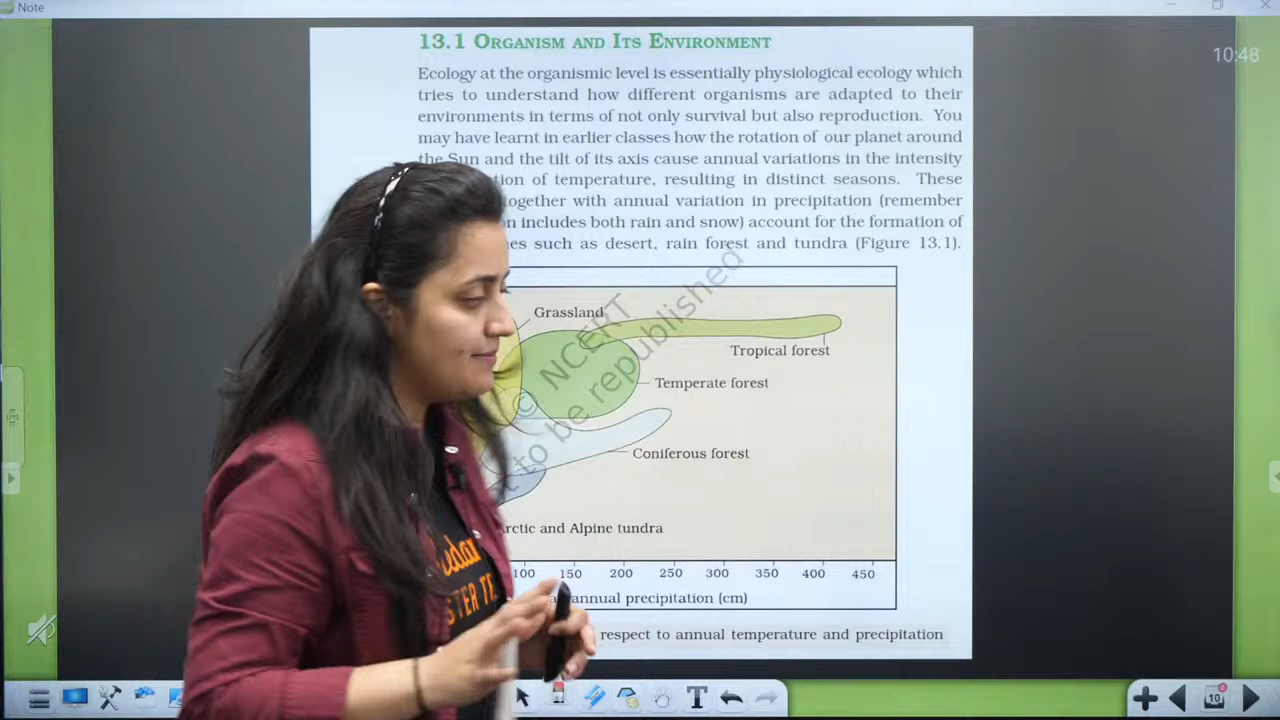 Note
10:48
13.1 ORGANISM AND ITS ENVIRONMENT
Ecology at the organismic level is essentially physiological ecology which
tries to understand how different organisms are adapted to their
environments in terms of not only survival but also reproduction. You
may have learnt in earlier classes how the rotation of our planet around
the Sun and the tilt of its axis cause annual variations in the intensity
of temperature, resulting in distinct seasons. These
together with annual variation in precipitation (remember
includes both rain and snow) account for the formation of
such as desert, rain forest and tundra (Figure 13.1).
Grassland
Tropical forest
Temperate forest
Coniferous forest
and Alpine tundra
© NCERT
to be republished
100 150 200 250 300 350 400 450
annual precipitation (cm)
respect to annual temperature and precipitation
10
T